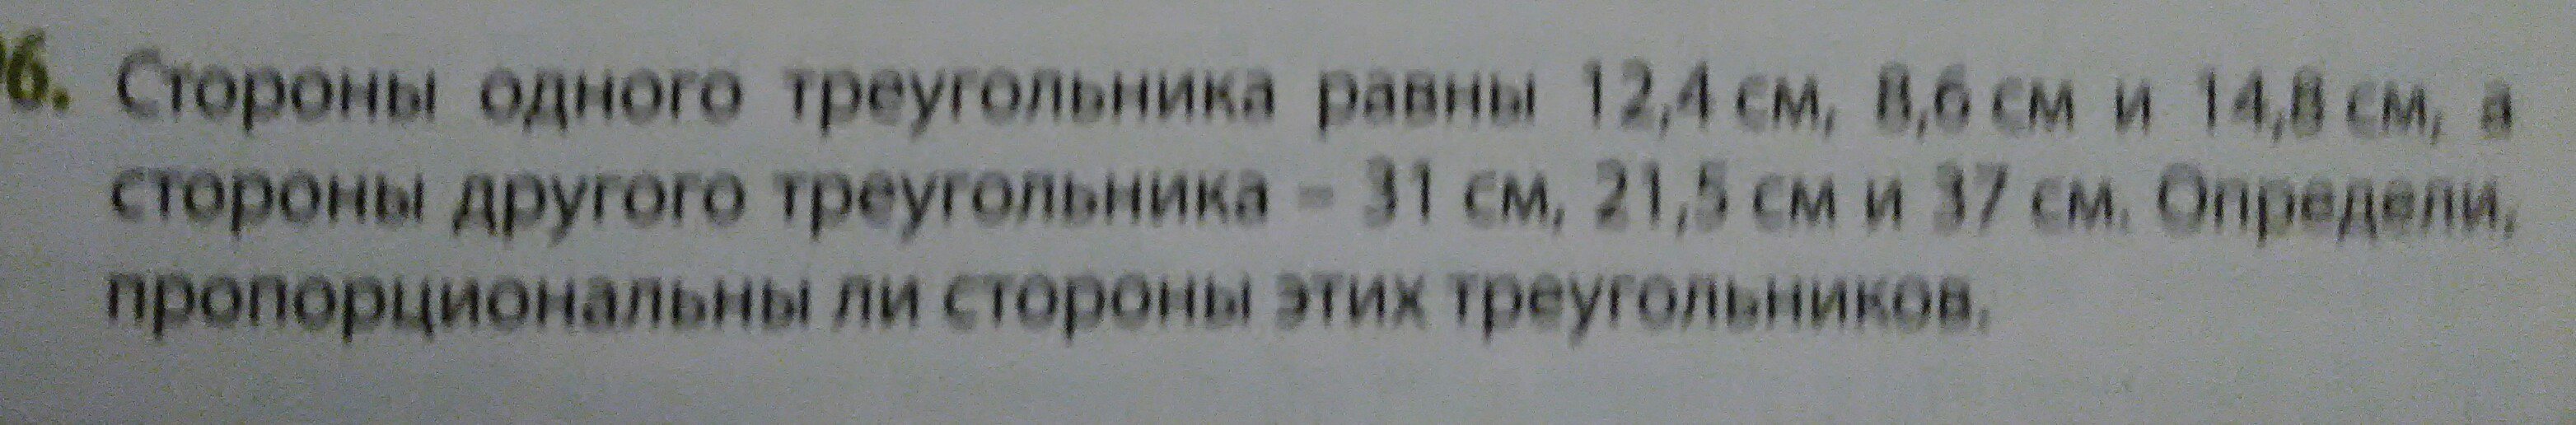 6. Стороны одного треугольника равны 12,4 см, 8,6 см и 14,8 см, а
стороны другого треугольника – 31 см, 21,5 см и 37 см. Определи,
пропорциональны ли стороны этих треугольников.